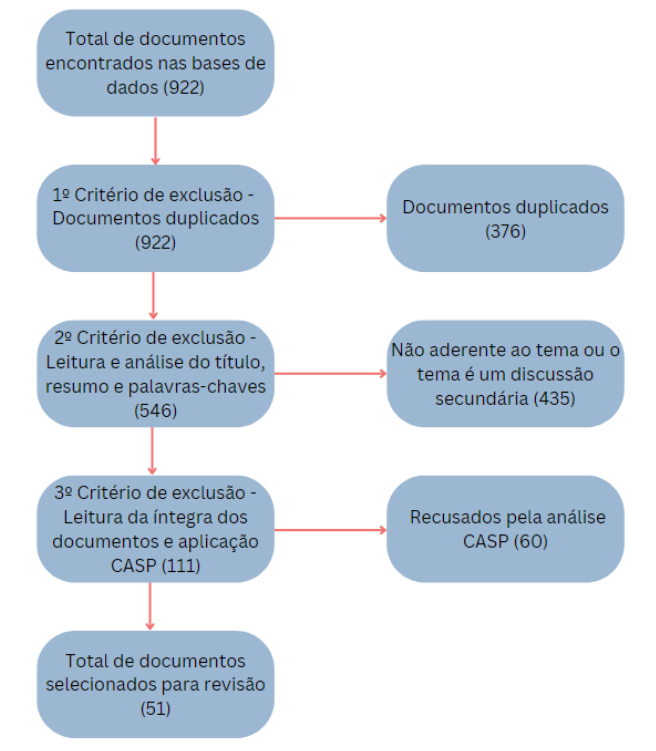 Total de documentos
encontrados nas bases de
dados (922)
1º Critério de exclusão -
Documentos duplicados
(922)
Documentos duplicados
(376)
2º Critério de exclusão -
Leitura e análise do título,
resumo e palavras-chaves
(546)
Não aderente ao tema ou o
tema é um discussão
secundária (435)
3º Critério de exclusão -
Leitura da íntegra dos
documentos e aplicação
CASP (111)
Recusados pela análise
CASP (60)
Total de documentos
selecionados para revisão
(51)